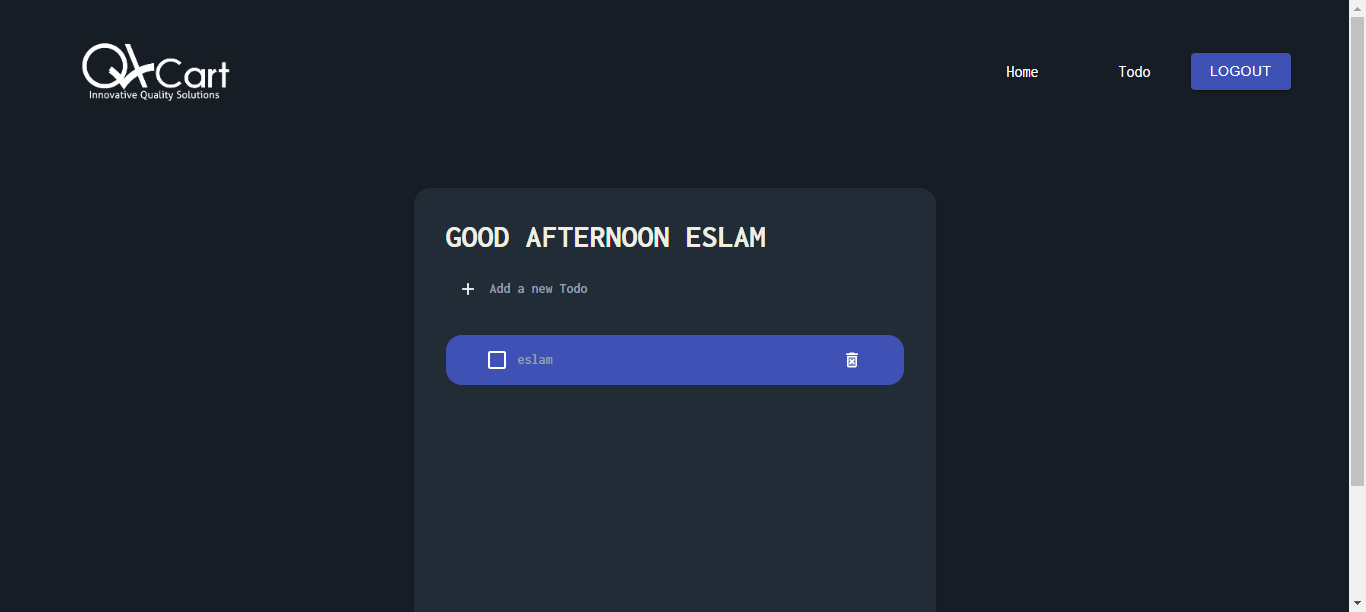 QACart
Innovative Quality Solutions
Home
Todo
LOGOUT
GOOD AFTERNOON ESLAM
Add a new Todo
eslam